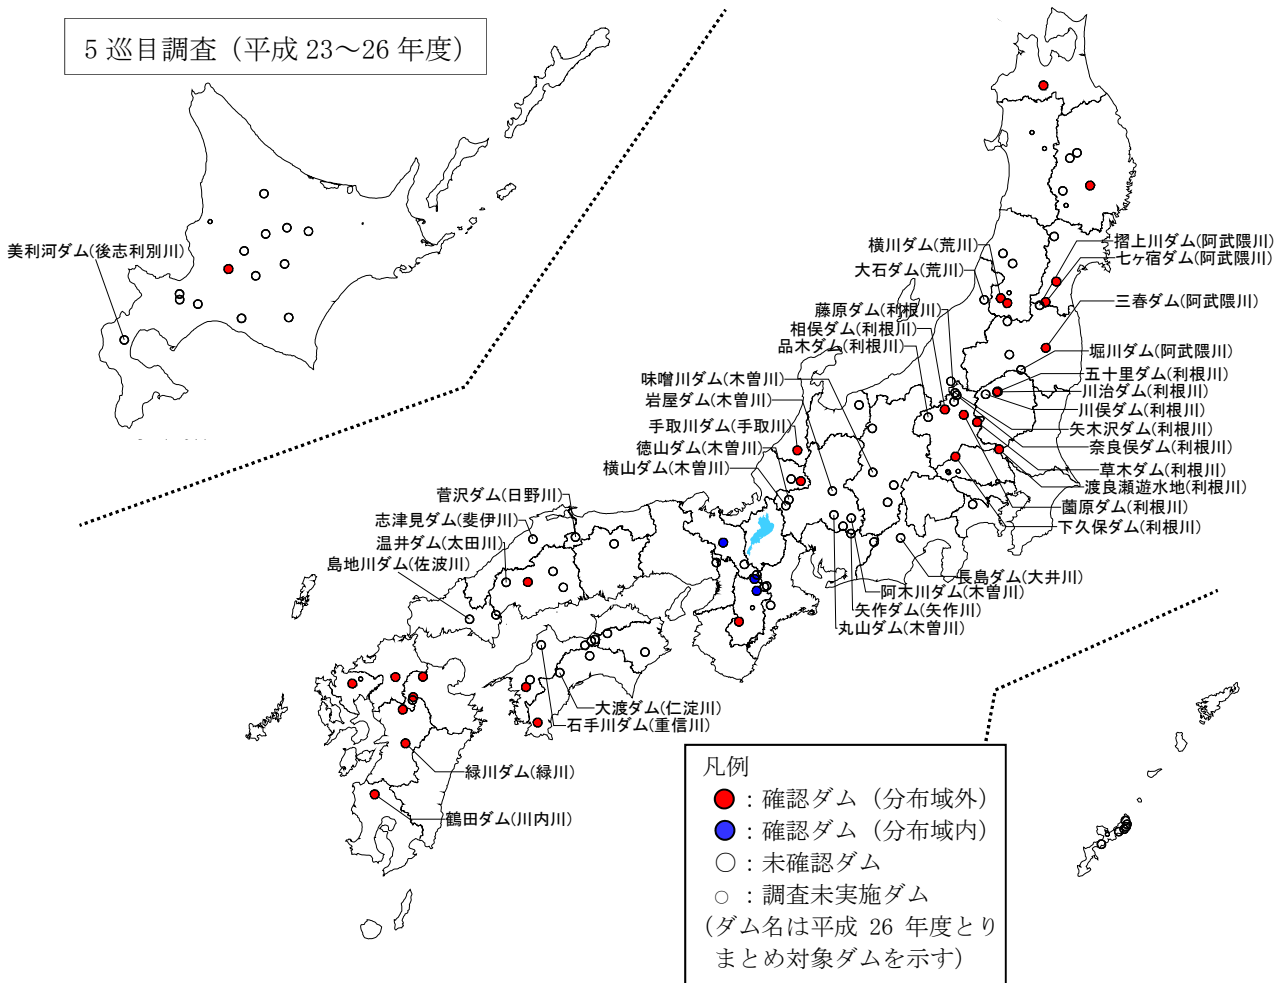 5 巡目調査（平成 23～26 年度）
美利河ダム(後志利別川)
横川ダム(荒川)
大石ダム(荒川)
藤原ダム(利根川)
相俣ダム(利根川)
品木ダム(利根川)
味噌川ダム(木曽川)
岩屋ダム(木曽川)
手取川ダム(手取川)
徳山ダム(木曽川)
横山ダム(木曽川)
菅沢ダム(日野川)
志津見ダム(斐伊川)
温井ダム(太田川)
島地川ダム(佐波川)
摺上川ダム(阿武隈川)
七ヶ宿ダム(阿武隈川)
三春ダム(阿武隈川)
堀川ダム(阿武隈川)
五十里ダム(利根川)
川治ダム(利根川)
川俣ダム(利根川)
矢木沢ダム(利根川)
奈良俣ダム(利根川)
草木ダム(利根川)
渡良瀬遊水地(利根川)
薗原ダム(利根川)
下久保ダム(利根川)
長島ダム(大井川)
阿木川ダム(木曽川)
矢作ダム(矢作川)
丸山ダム(木曽川)
大渡ダム(仁淀川)
石手川ダム(重信川)
緑川ダム(緑川)
鶴田ダム(川内川)
凡例
：確認ダム（分布域外）
：確認ダム（分布域内）
：未確認ダム
：調査未実施ダム
（ダム名は平成 26 年度とり
まとめ対象ダムを示す）